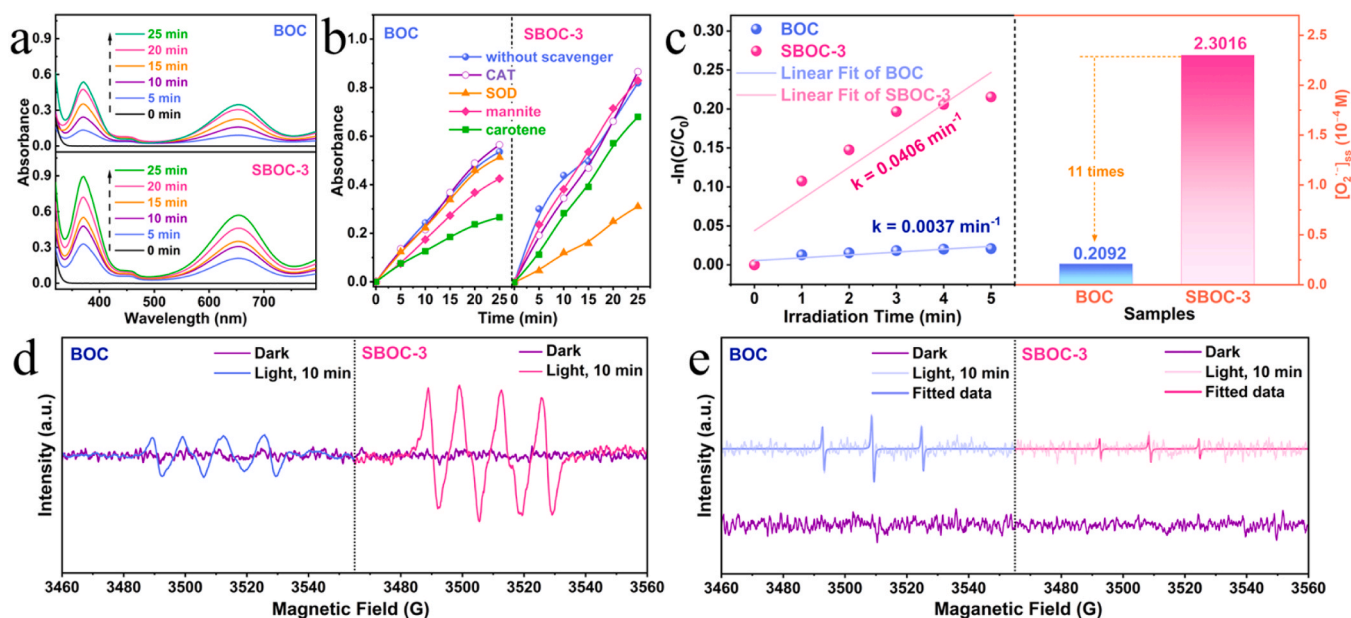 a
BOC
25 min
20 min
15 min
10 min
5 min
0 min
0.9
0.6
0.3
0.0
SBOC-3
25 min
20 min
15 min
10 min
5 min
0 min
0.9
0.6
0.3
0.0
Absorbance
400 500 600 700
Wavelength (nm)
b
BOC
SBOC-3
without scavenger
CAT
SOD
mannite
carotene
1.0
0.8
0.6
0.4
0.2
0.0
Absorbance
0 5 10 15 20 25 0 5 10 15 20 25
Time (min)
c
BOC
SBOC-3
Linear Fit of BOC
Linear Fit of SBOC-3
-0.30
-0.25
-0.20
0.15
0.10
0.05
0.00
-ln(C/C₀)
k = 0.0406 min⁻¹
k = 0.0037 min⁻¹
0 1 2 3 4 5
Irradiation Time (min)
2.3016
11 times
0.2092
BOC SBOC-3
Samples
2.5
2.0
1.5
1.0
0.5
0.0
[O₂˙⁻]ss (10⁻⁴ M)
d
BOC
Dark
Light, 10 min
SBOC-3
Dark
Light, 10 min
Intensity (a.u.)
3460 3480 3500 3520 3540 3480 3500 3520 3540 3560
Magnetic Field (G)
e
BOC
Dark
Light, 10 min
Fitted data
SBOC-3
Dark
Light, 10 min
Fitted data
Intensity (a.u.)
3460 3480 3500 3520 3540 3480 3500 3520 3540 3560
Maganetic Field (G)